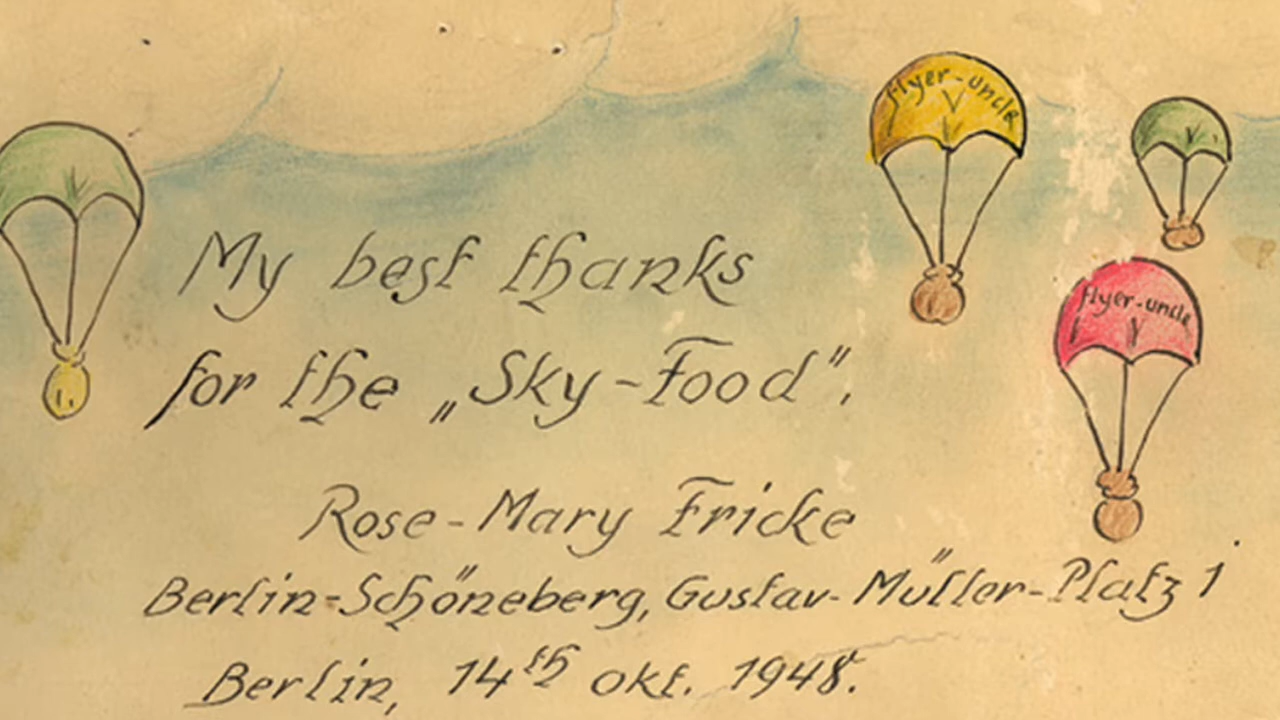 flyer-uncle
flyer-uncle
My best thanks
for the „Sky-Food".
Rose-Mary Fricke
Berlin-Schöneberg, Gustav-Müller-Platz 1
Berlin, 14th okt. 1948.
1.